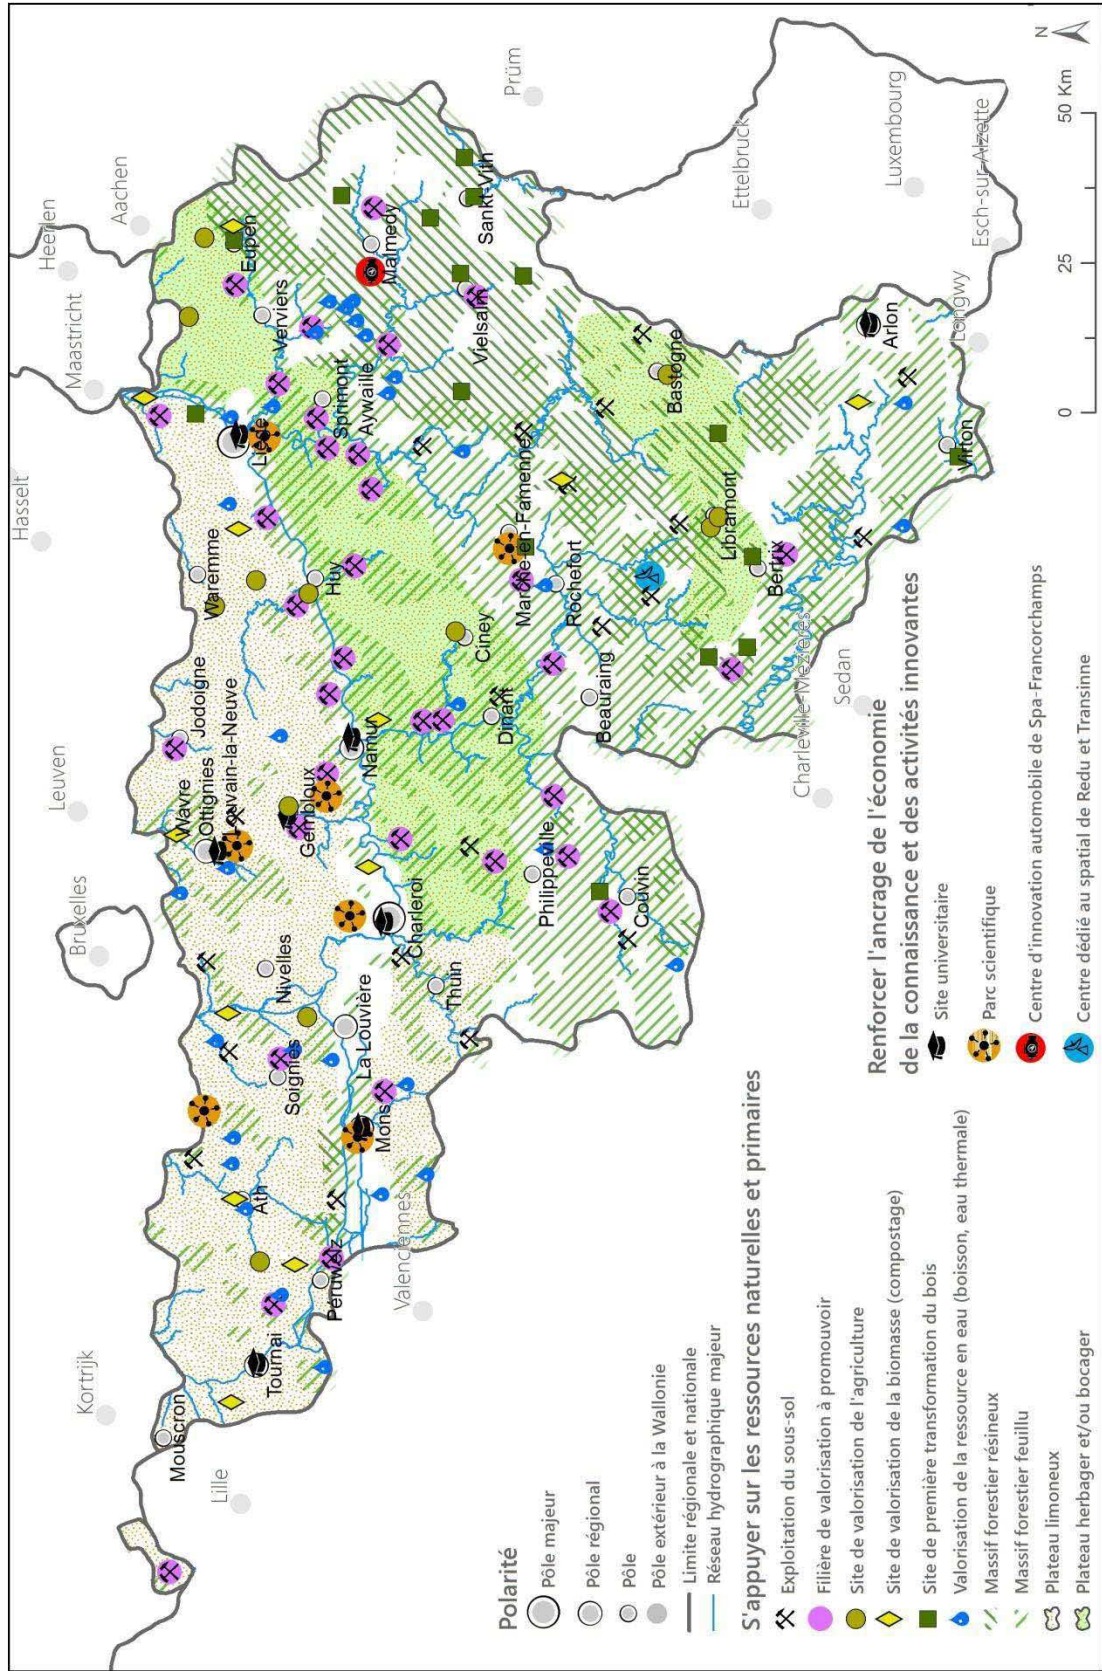 Hasselt
Maastricht
Heerlen
Aachen
Leuven
Bruxelles
Kortrijk
Lille
Mouscron
Tournai
Péruwelz
Ath
Valenciennes
Mons
Soignies
La Louvière
Nivelles
Thuin
Charleroi
Wavre
Ottignies
Louvain-la-Neuve
Jodoigne
Gembloux
Namur
Waremme
Huy
Liège
Verviers
Eupen
Sprimont
Aywaille
Malmedy
Sankt-Vith
Prüm
Vielsalm
Ciney
Dinant
Philippeville
Couvin
Beauraing
Marche-en-Famenne
Rochefort
Bastogne
Libramont
Bertrix
Charleville-Mézières
Sedan
Ettelbruck
Luxembourg
Esch-sur-Alzette
Arlon
Longwy
Virton
Polarité
Pôle majeur
Pôle régional
Pôle
Pôle extérieur à la Wallonie
Limite régionale et nationale
Réseau hydrographique majeur
S'appuyer sur les ressources naturelles et primaires
Exploitation du sous-sol
Filière de valorisation à promouvoir
Site de valorisation de l'agriculture
Site de valorisation de la biomasse (compostage)
Site de première transformation du bois
Valorisation de la ressource en eau (boisson, eau thermale)
Massif forestier résineux
Massif forestier feuillu
Plateau limoneux
Plateau herbager et/ou bocager
Renforcer l'ancrage de l'économie
de la connaissance et des activités innovantes
Site universitaire
Parc scientifique
Centre d'innovation automobile de Spa-Francorchamps
Centre dédié au spatial de Redu et Transinne
0 25 50 Km
N